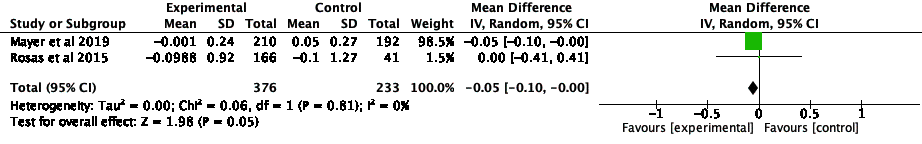 Experimental Control Mean Difference Mean Difference
Study or Subgroup Mean SD Total Mean SD Total Weight IV, Random, 95% CI IV, Random, 95% CI
Mayer et al 2019 −0.001 0.24 210 0.05 0.27 192 98.5% −0.05 [−0.10, −0.00]
Rosas et al 2015 −0.0988 0.92 166 −0.1 1.27 41 1.5% 0.00 [−0.41, 0.41]
Total (95% CI) 376 233 100.0% −0.05 [−0.10, −0.00]
Heterogeneity: Tau² = 0.00; Chi² = 0.06, df = 1 (P = 0.81); I² = 0%
Test for overall effect: Z = 1.98 (P = 0.05)
−1 −0.5 0 0.5 1
Favours [experimental] Favours [control]